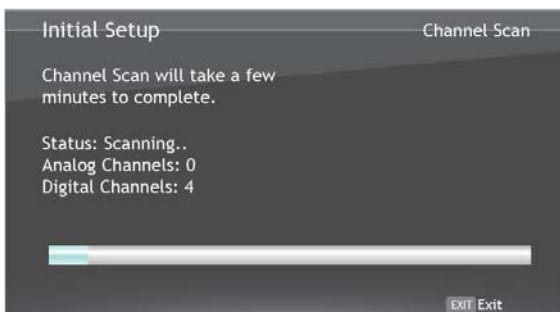 Initial Setup
Channel Scan
Channel Scan will take a few
minutes to complete.
Status: Scanning..
Analog Channels: 0
Digital Channels: 4
EXIT Exit